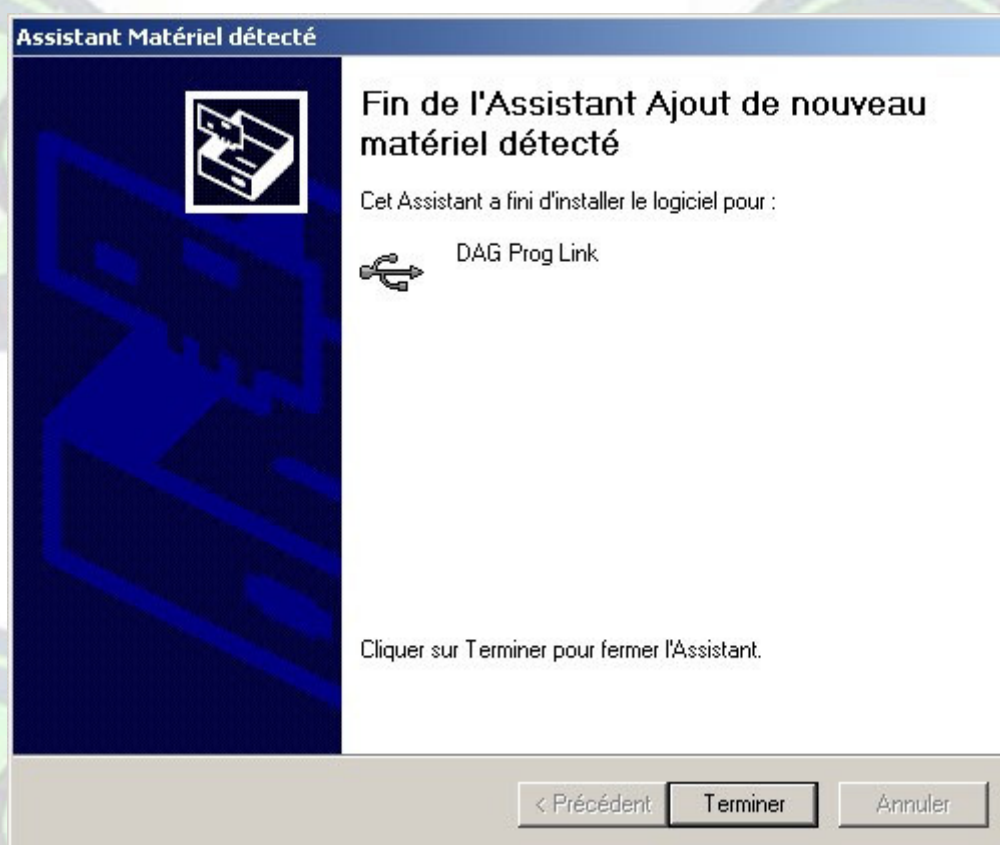 Assistant Matériel détecté
Fin de l'Assistant Ajout de nouveau
matériel détecté
Cet Assistant a fini d'installer le logiciel pour :
DAG Prog Link
Cliquer sur Terminer pour fermer l'Assistant.
< Précédent
Terminer
Annuler